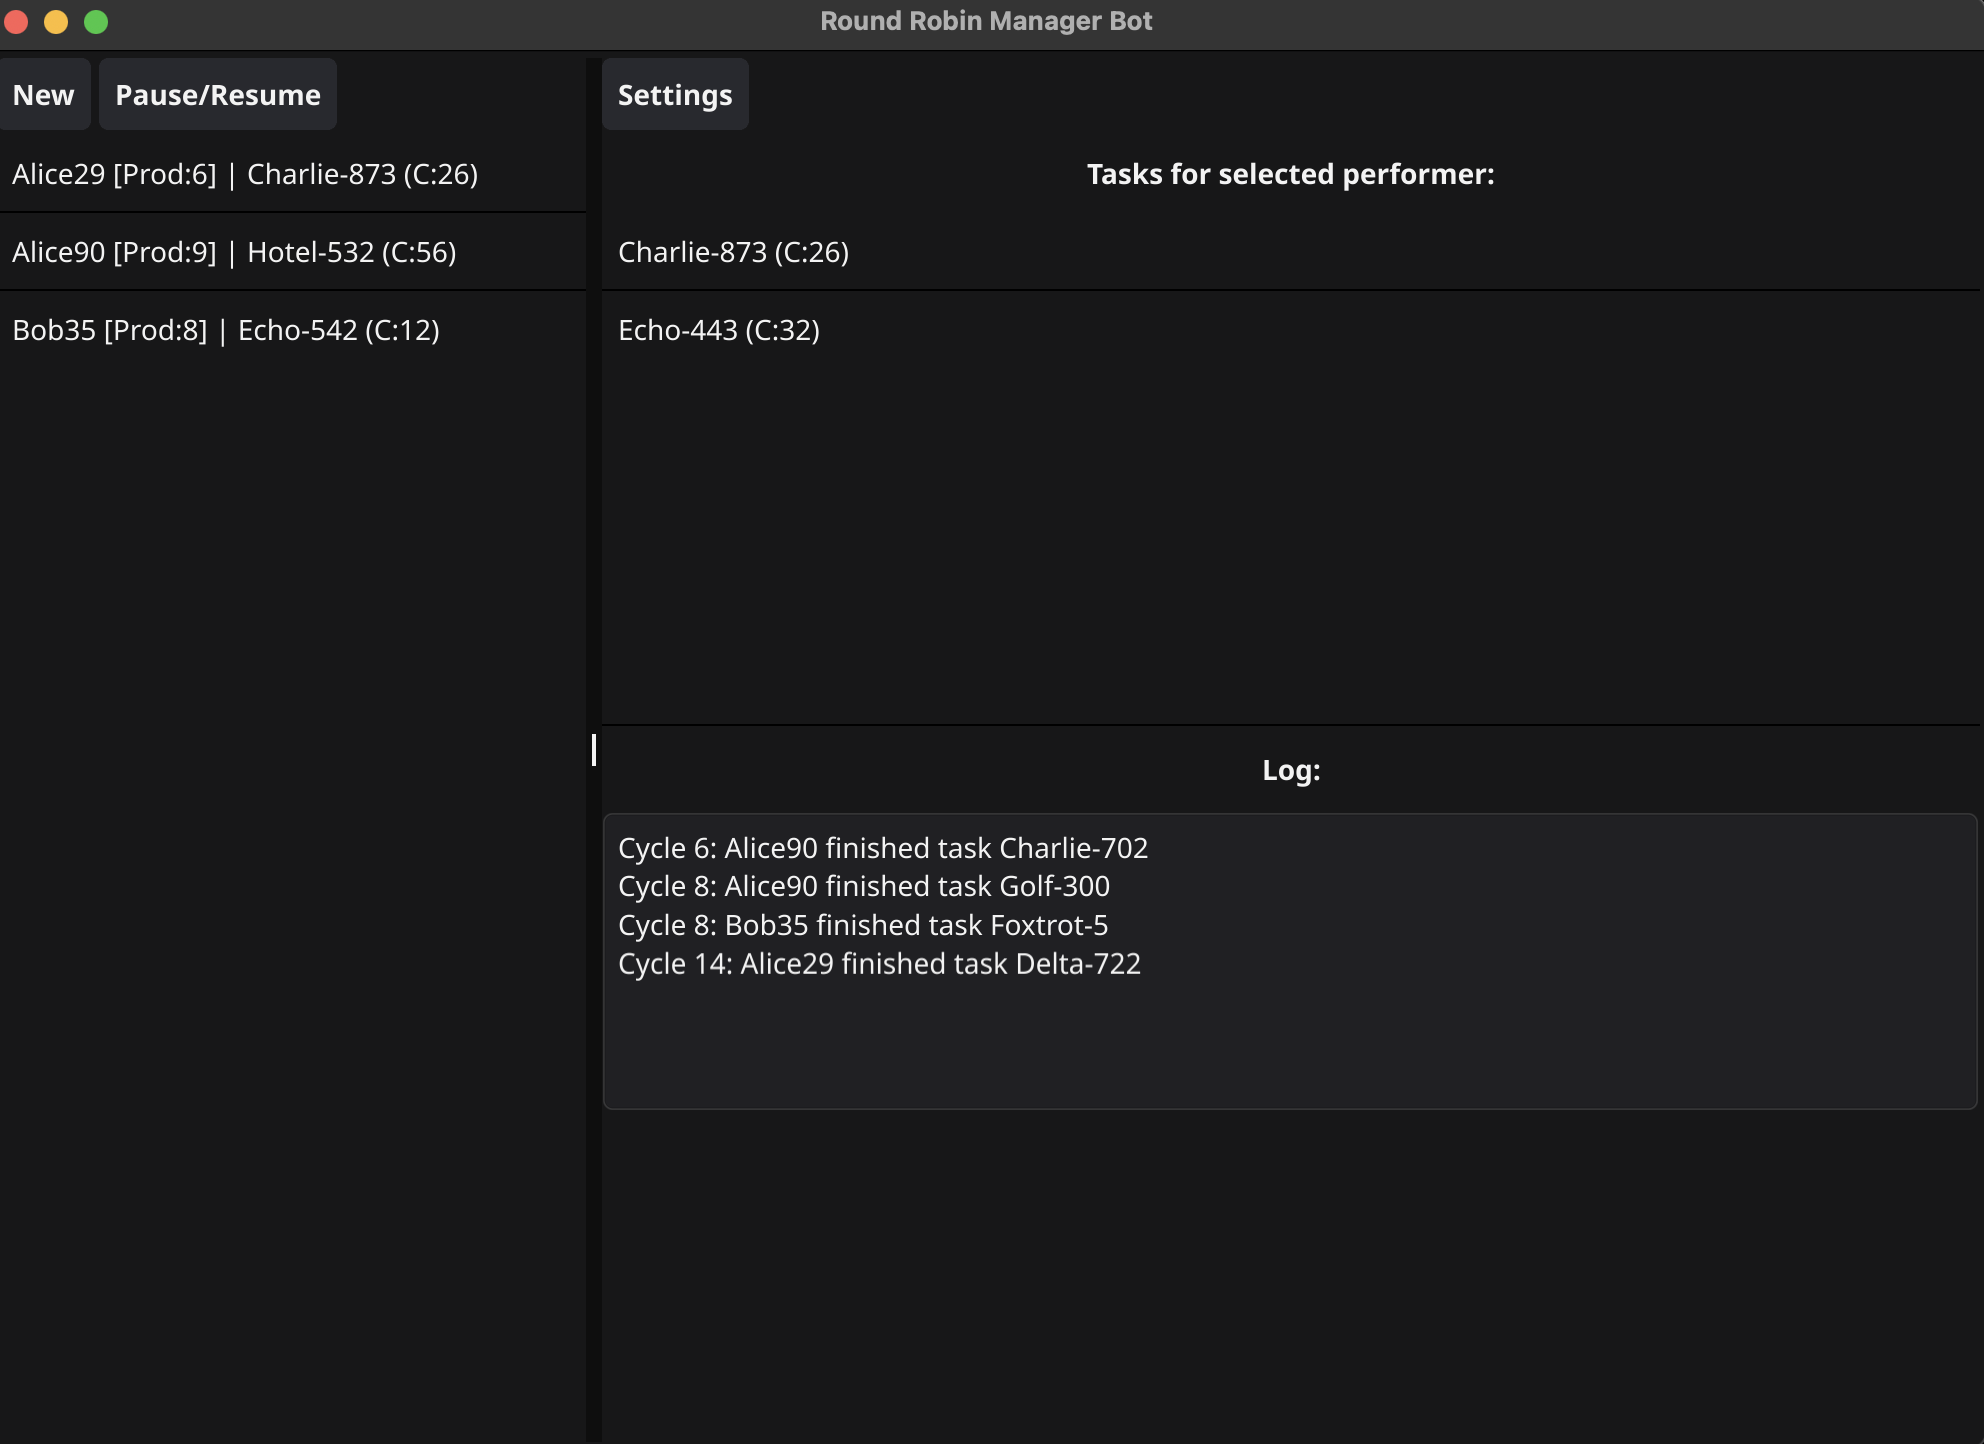 Round Robin Manager Bot
New
Pause/Resume
Alice29 [Prod:6] | Charlie-873 (C:26)
Alice90 [Prod:9] | Hotel-532 (C:56)
Bob35 [Prod:8] | Echo-542 (C:12)
Settings
Tasks for selected performer:
Charlie-873 (C:26)
Echo-443 (C:32)
Log:
Cycle 6: Alice90 finished task Charlie-702
Cycle 8: Alice90 finished task Golf-300
Cycle 8: Bob35 finished task Foxtrot-5
Cycle 14: Alice29 finished task Delta-722